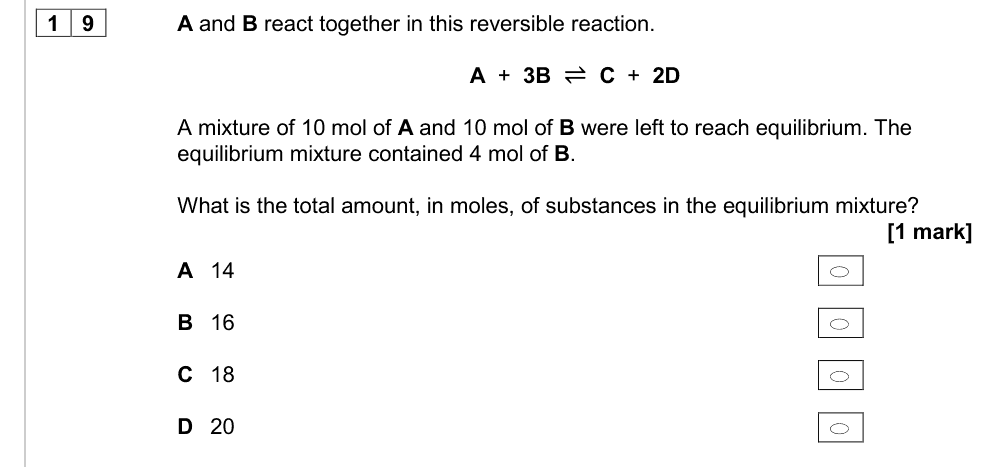 1 9 A and B react together in this reversible reaction.
A + 3B ⇌ C + 2D
A mixture of 10 mol of A and 10 mol of B were left to reach equilibrium. The
equilibrium mixture contained 4 mol of B.
What is the total amount, in moles, of substances in the equilibrium mixture?
[1 mark]
A 14
B 16
C 18
D 20